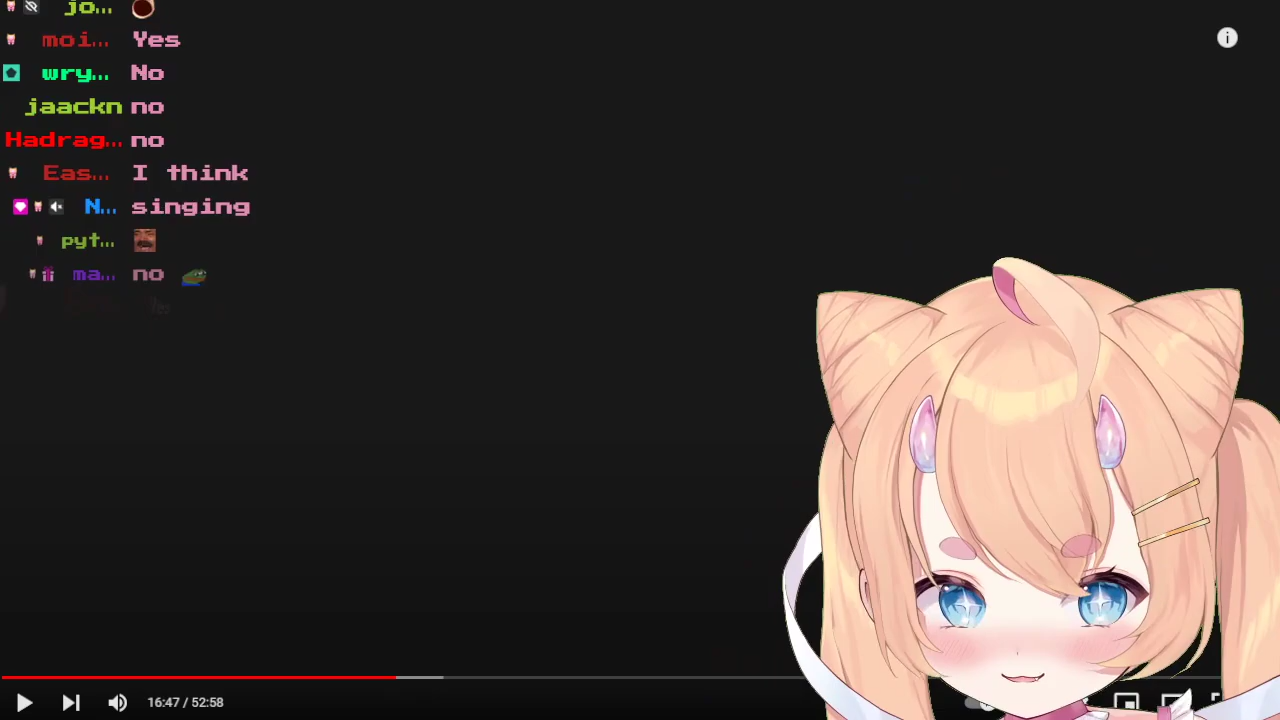 jo...
moi... Yes
wry... No
jaackn no
Hadrag... no
Eas... I think
N... singing
pyt...
ma... no
16:47 / 52:58